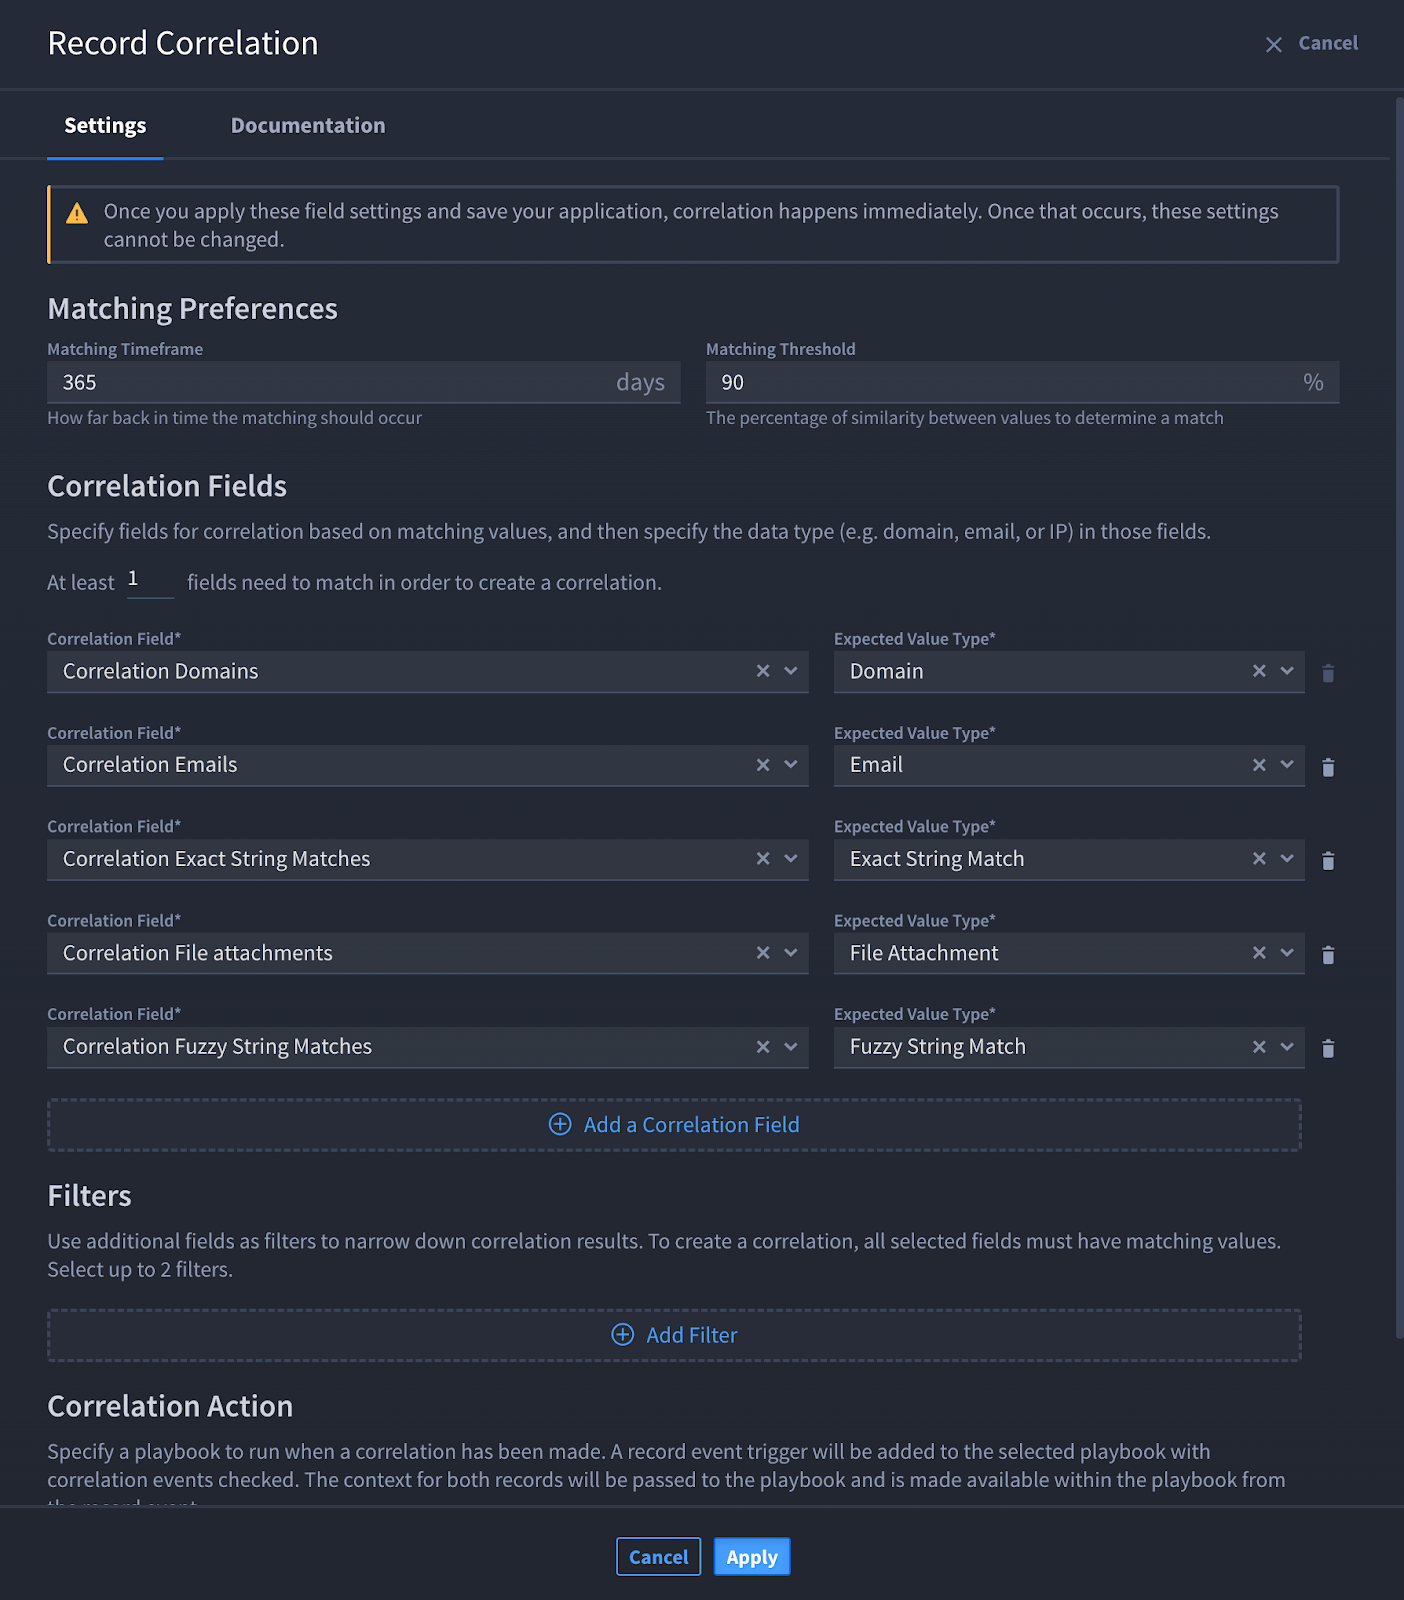 Record Correlation
Cancel
Settings
Documentation
Once you apply these field settings and save your application, correlation happens immediately. Once that occurs, these settings
cannot be changed.
Matching Preferences
Matching Timeframe
Matching Threshold
365
days
90
%
How far back in time the matching should occur
The percentage of similarity between values to determine a match
Correlation Fields
Specify fields for correlation based on matching values, and then specify the data type (e.g. domain, email, or IP) in those fields.
At least 1 fields need to match in order to create a correlation.
Correlation Field*
Expected Value Type*
Correlation Domains
Domain
Correlation Field*
Expected Value Type*
Correlation Emails
Email
Correlation Field*
Expected Value Type*
Correlation Exact String Matches
Exact String Match
Correlation Field*
Expected Value Type*
Correlation File attachments
File Attachment
Correlation Field*
Expected Value Type*
Correlation Fuzzy String Matches
Fuzzy String Match
Add a Correlation Field
Filters
Use additional fields as filters to narrow down correlation results. To create a correlation, all selected fields must have matching values.
Select up to 2 filters.
Add Filter
Correlation Action
Specify a playbook to run when a correlation has been made. A record event trigger will be added to the selected playbook with
correlation events checked. The context for both records will be passed to the playbook and is made available within the playbook from
the record event.
Cancel
Apply